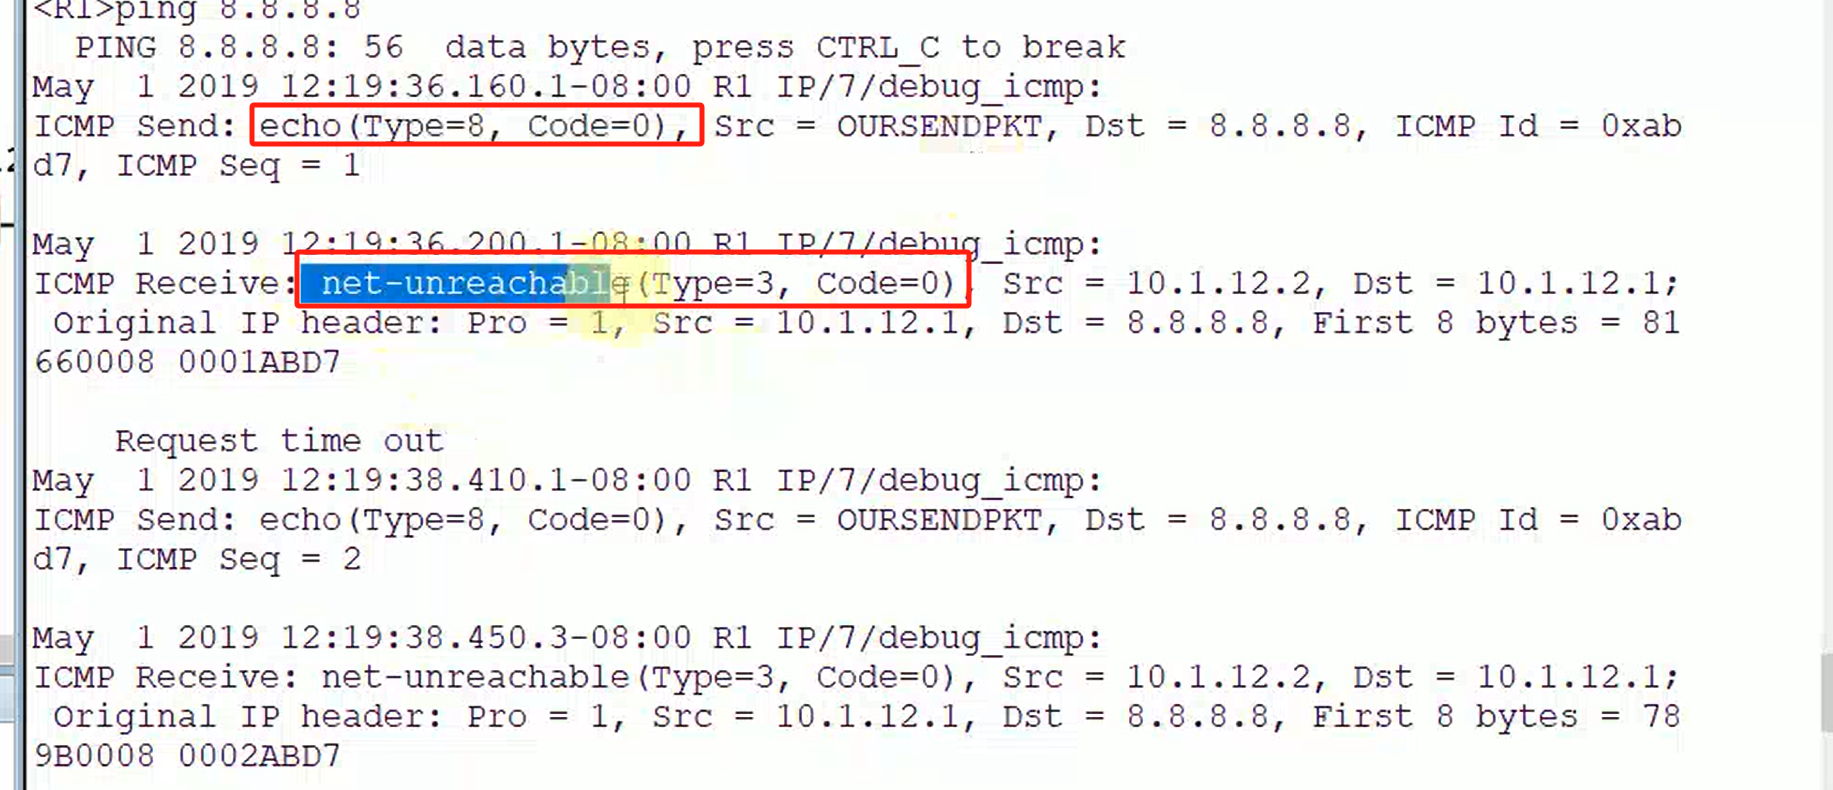 <R1>ping 8.8.8.8
PING 8.8.8.8: 56  data bytes, press CTRL_C to break
May  1 2019 12:19:36.160.1-08:00 R1 IP/7/debug_icmp:
ICMP Send: echo(Type=8, Code=0), Src = OURSENDPKT, Dst = 8.8.8.8, ICMP Id = 0xab
d7, ICMP Seq = 1
May  1 2019 12:19:36.200.1-08:00 R1 IP/7/debug_icmp:
ICMP Receive: net-unreachable(Type=3, Code=0), Src = 10.1.12.2, Dst = 10.1.12.1;
Original IP header: Pro = 1, Src = 10.1.12.1, Dst = 8.8.8.8, First 8 bytes = 81
660008 0001ABD7
Request time out
May  1 2019 12:19:38.410.1-08:00 R1 IP/7/debug_icmp:
ICMP Send: echo(Type=8, Code=0), Src = OURSENDPKT, Dst = 8.8.8.8, ICMP Id = 0xab
d7, ICMP Seq = 2
May  1 2019 12:19:38.450.3-08:00 R1 IP/7/debug_icmp:
ICMP Receive: net-unreachable(Type=3, Code=0), Src = 10.1.12.2, Dst = 10.1.12.1;
Original IP header: Pro = 1, Src = 10.1.12.1, Dst = 8.8.8.8, First 8 bytes = 78
9B0008 0002ABD7